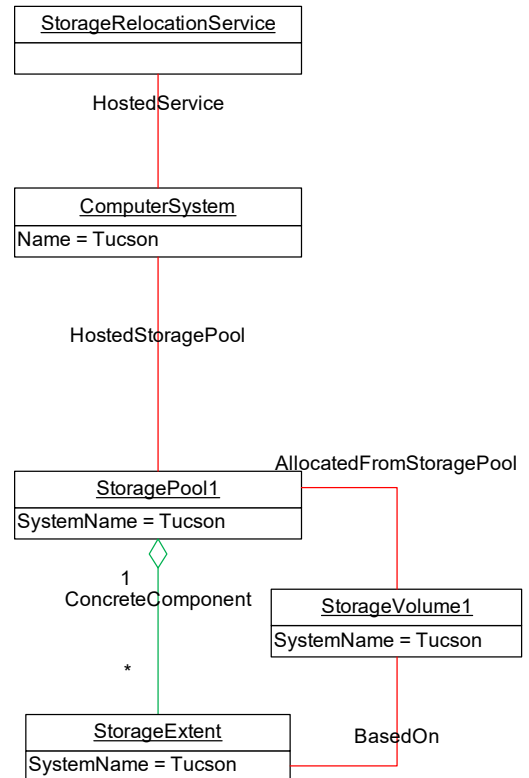 StorageRelocationService
HostedService
ComputerSystem
Name = Tucson
HostedStoragePool
AllocatedFromStoragePool
StoragePool1
SystemName = Tucson
1
ConcreteComponent
StorageVolume1
SystemName = Tucson
*
StorageExtent
BasedOn
SystemName = Tucson